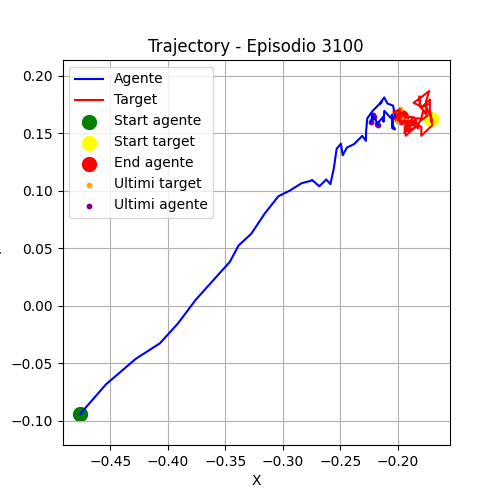 Trajectory - Episodio 3100
Agente
Target
Start agente
Start target
End agente
Ultimi target
Ultimi agente
0.20
0.15
0.10
0.05
0.00
−0.05
−0.10
−0.45
−0.40
−0.35
−0.30
−0.25
−0.20
X